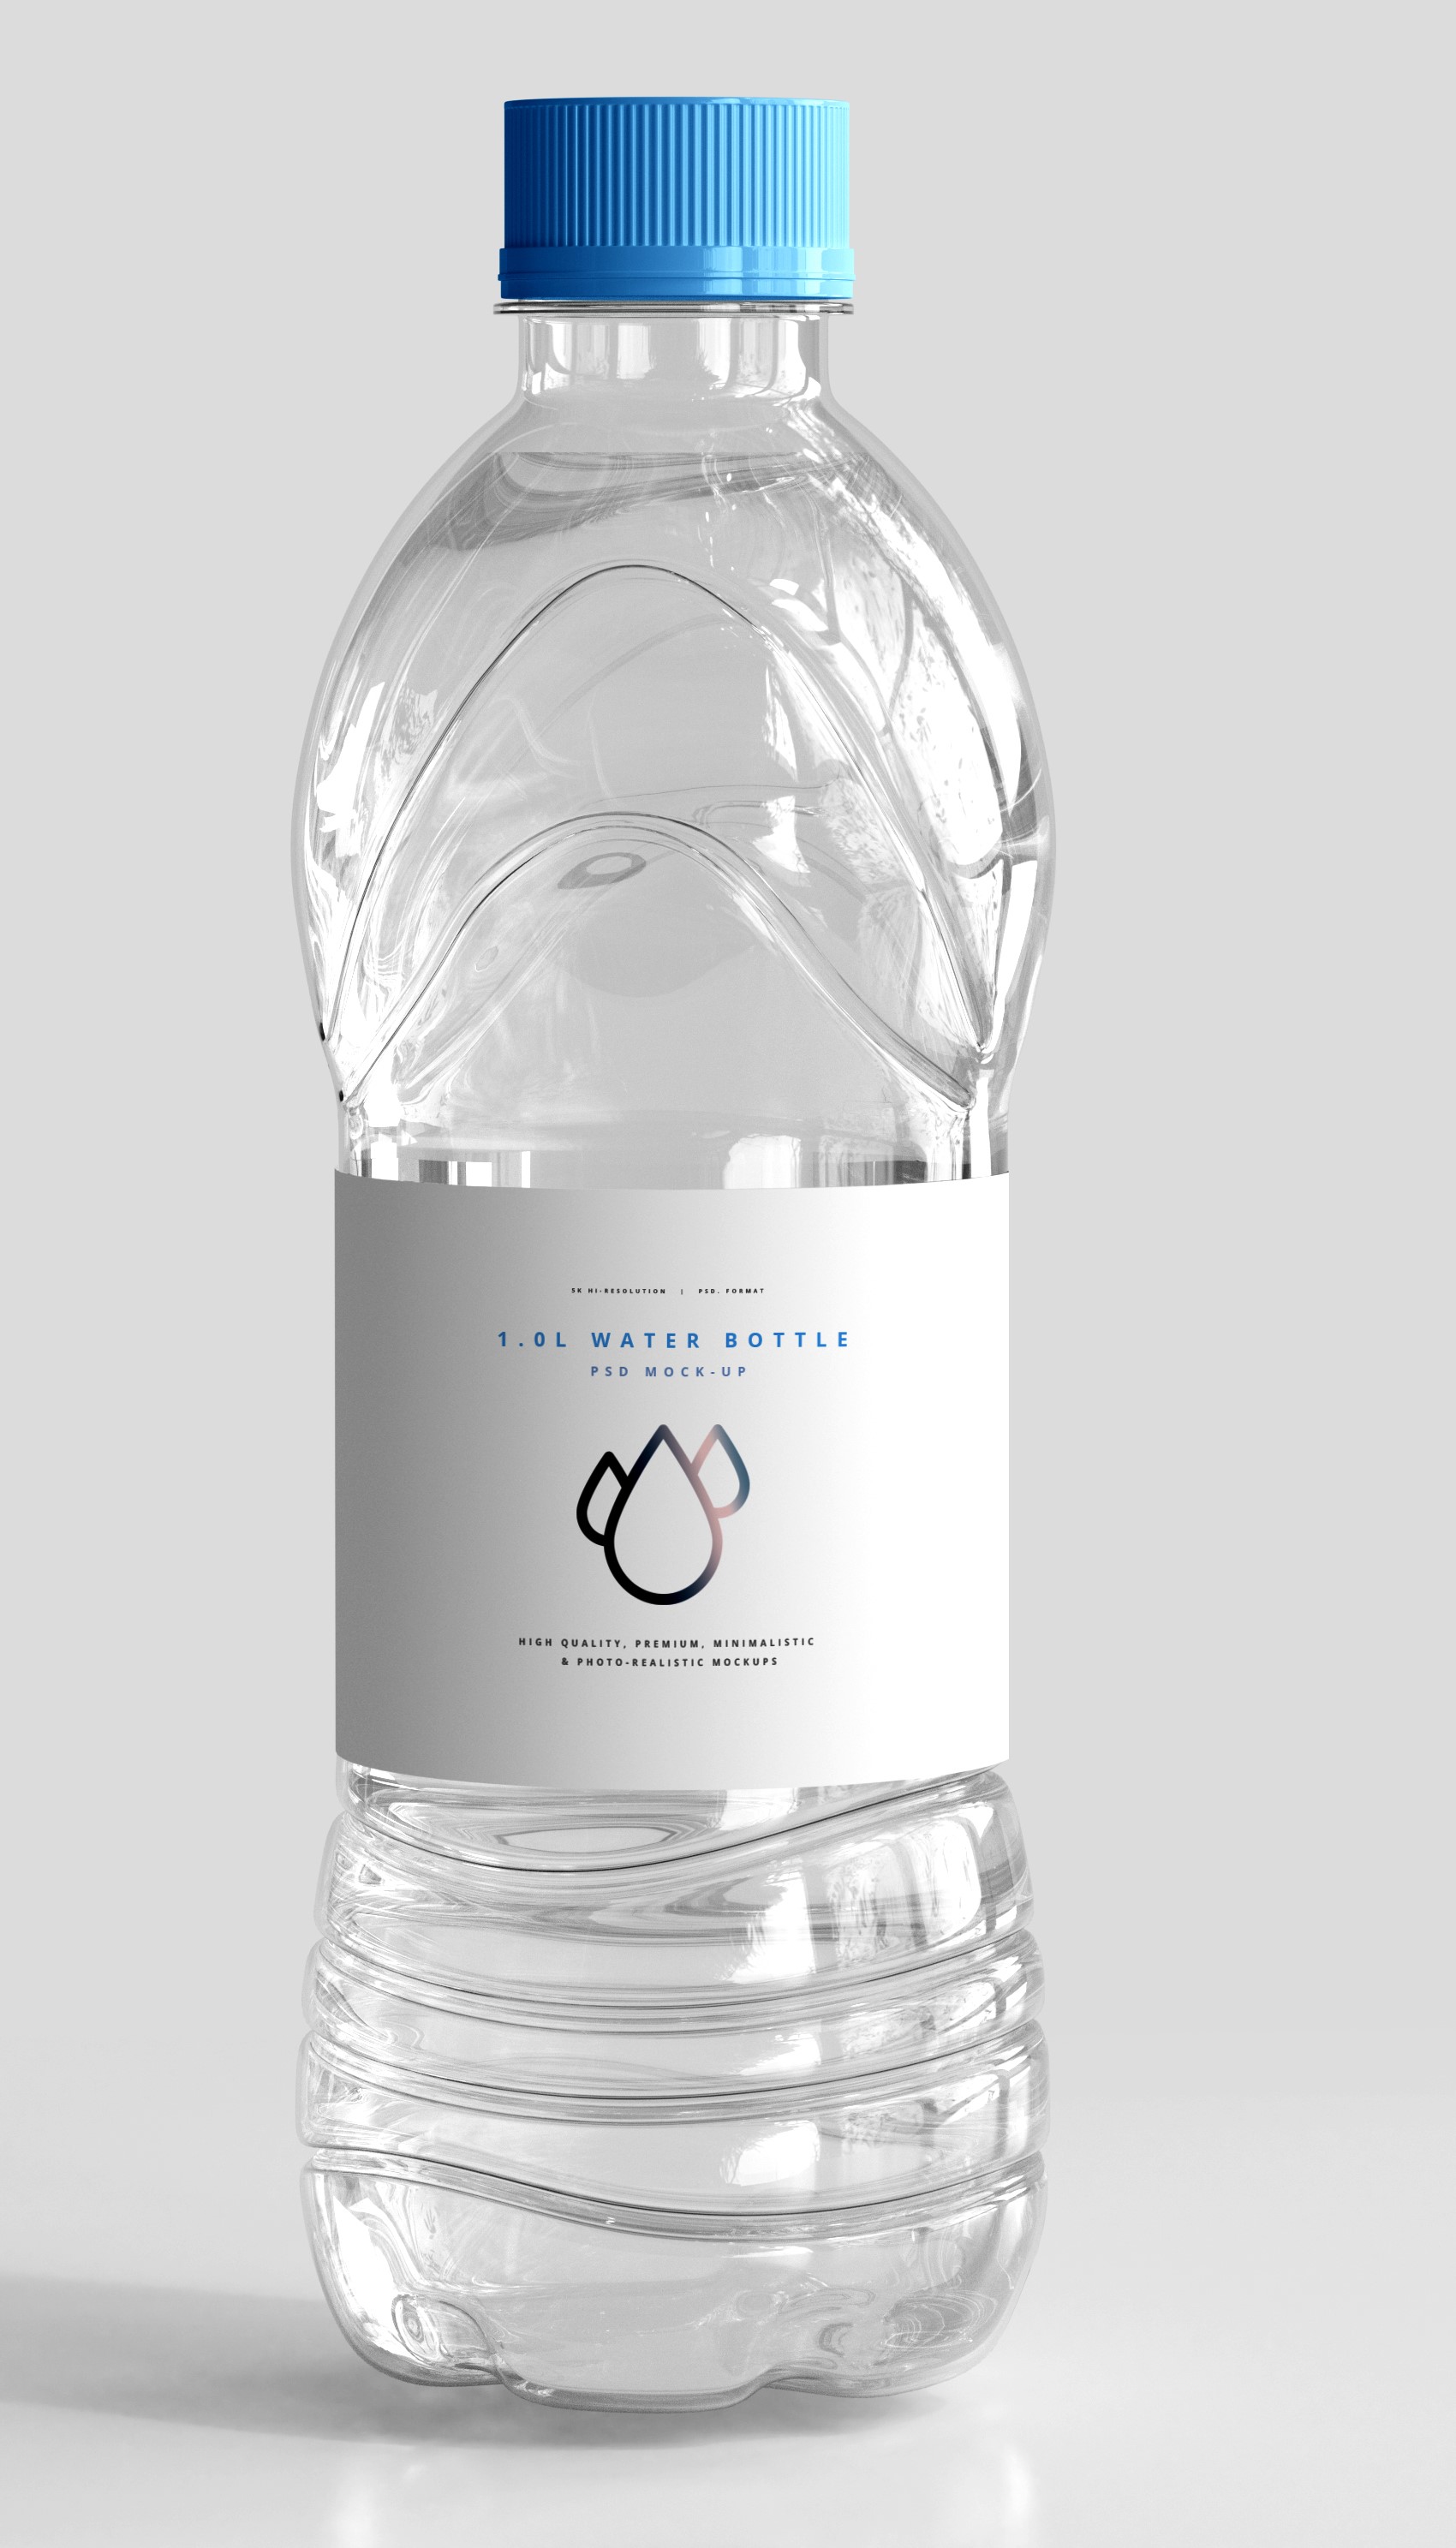 5K HI-RESOLUTION | PSD. FORMAT
1.0L WATER BOTTLE
PSD MOCK-UP
HIGH QUALITY, PREMIUM, MINIMALISTIC
& PHOTO-REALISTIC MOCKUPS